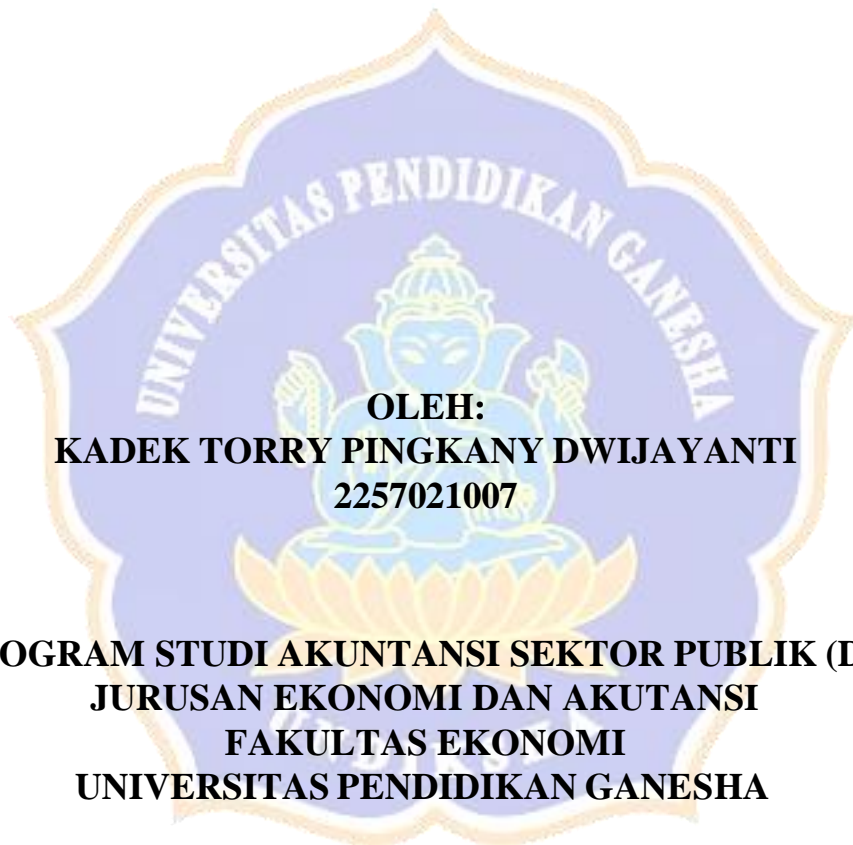 UNIVERSITAS PENDIDIKAN GANESHA
OLEH:
KADEK TORRY PINGKANY DWIJAYANTI
2257021007
OGRAM STUDI AKUNTANSI SEKTOR PUBLIK (D
JURUSAN EKONOMI DAN AKUTANSI
FAKULTAS EKONOMI
UNIVERSITAS PENDIDIKAN GANESHA